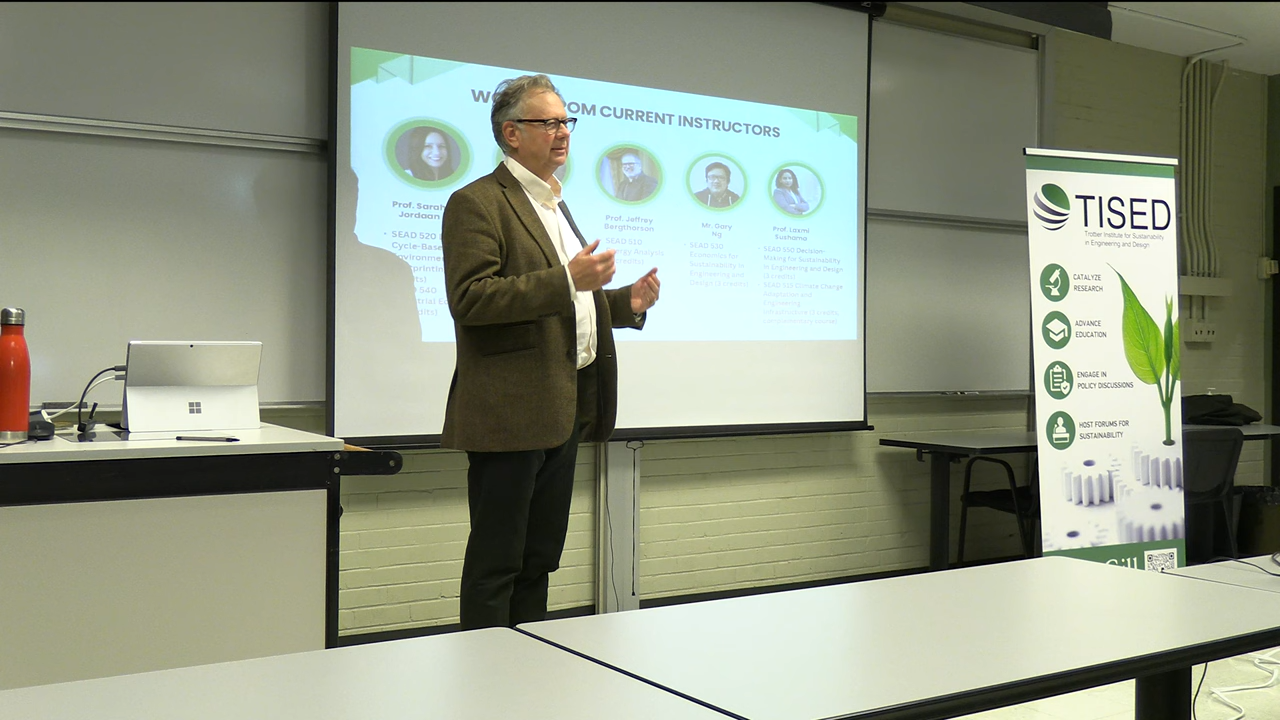 OM CURRENT INSTRUCTORS
Prof. Sarah
Jordaan
SEAD 520
Cycle-Base
Environme
SEAD 540
Prof. Jeffrey
Bergthorson
SEAD 510
Energy Analysis
Mr. Gary
Ng
SEAD 530
Economics for
Sustainability in
Engineering and
Design (3 credits)
Prof. Laxmi
Sushama
SEAD 550 Decision-
Making for Sustainability
in Engineering and Design
(3 credits)
SEAD 515 Climate Change
Adaptation and
Engineering
Infrastructure (3 credits,
TISED
Trottier Institute for Sustainability
in Engineering and Design
CATALYZE
RESEARCH
ADVANCE
EDUCATION
ENGAGE IN
POLICY DISCUSSIONS
HOST FORUMS FOR
SUSTAINABILITY